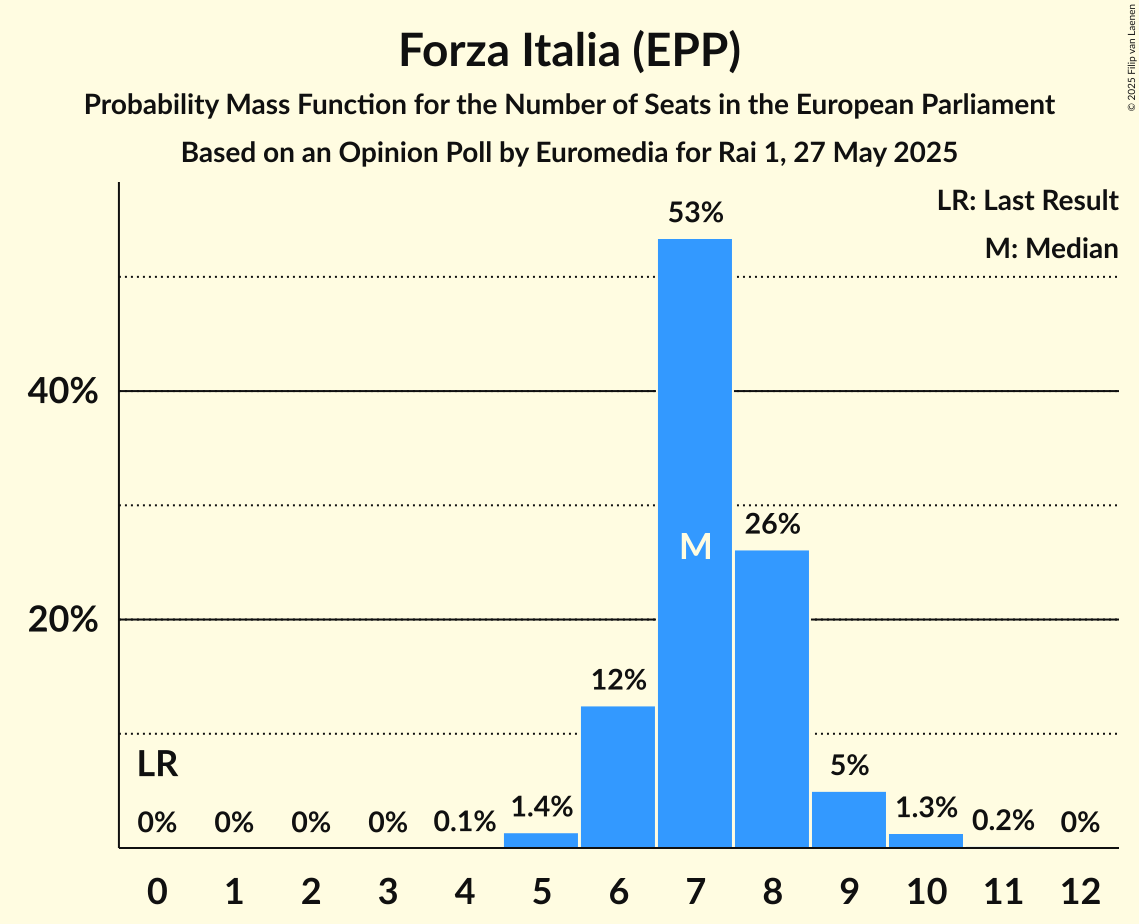 Forza Italia (EPP)
Probability Mass Function for the Number of Seats in the European Parliament
Based on an Opinion Poll by Euromedia for Rai 1, 27 May 2025
© 2025 Filip van Laenen
LR: Last Result
M: Median
40%
20%
LR
M
0%
0%
0%
0%
0.1%
1.4%
12%
53%
26%
5%
1.3%
0.2%
0%
0 1 2 3 4 5 6 7 8 9 10 11 12